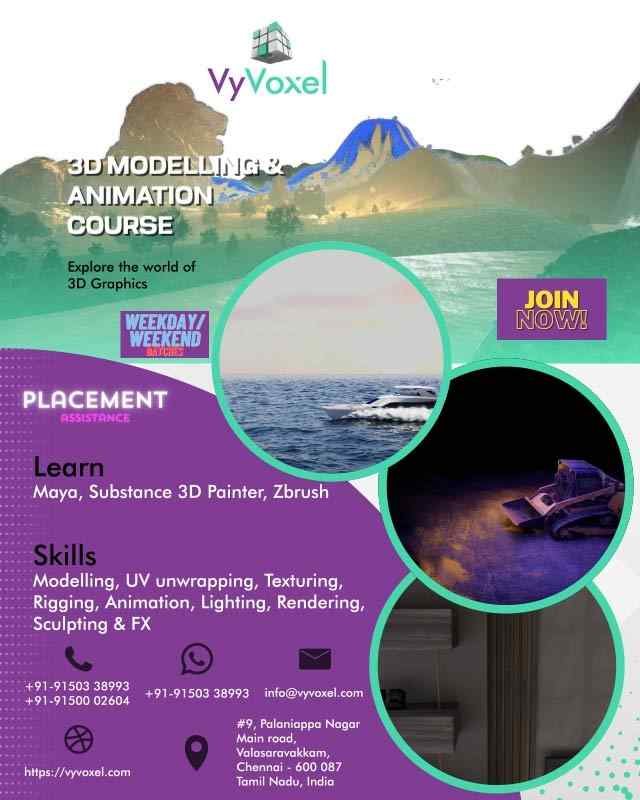 VyVoxel
3D MODELLING &
ANIMATION
COURSE
Explore the world of
3D Graphics
JOIN
NOW!
WEEKDAY/
WEEKEND
BATCHES
PLACEMENT
ASSISTANCE
Learn
Maya, Substance 3D Painter, Zbrush
Skills
Modelling, UV unwrapping, Texturing,
Rigging, Animation, Lighting, Rendering,
Sculpting & FX
+91-91503 38993
+91-91500 02604
+91-91503 38993
info@vyvoxel.com
https://vyvoxel.com
#9, Palaniappa Nagar
Main road,
Valasaravakkam,
Chennai - 600 087
Tamil Nadu, India